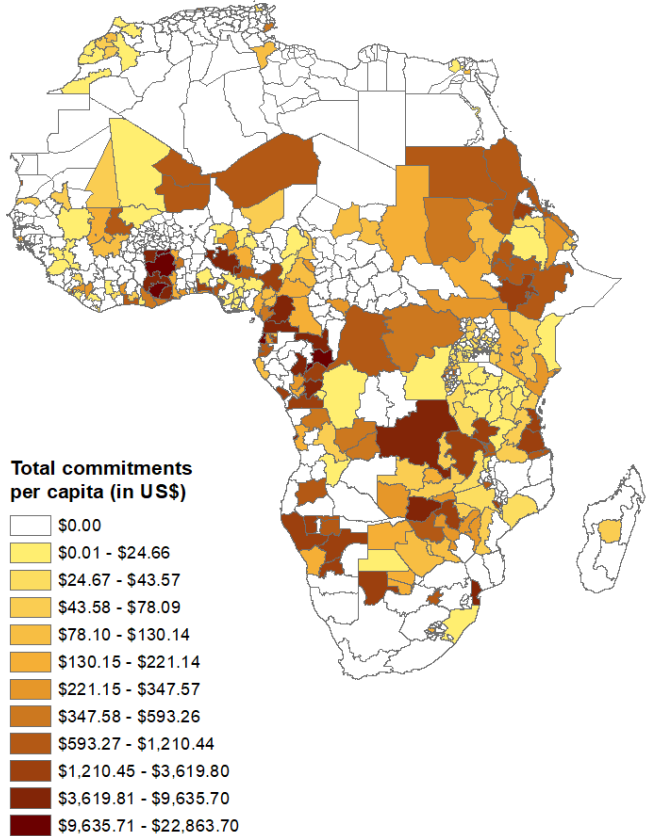 Total commitments
per capita (in US$)
$0.00
$0.01 - $24.66
$24.67 - $43.57
$43.58 - $78.09
$78.10 - $130.14
$130.15 - $221.14
$221.15 - $347.57
$347.58 - $593.26
$593.27 - $1,210.44
$1,210.45 - $3,619.80
$3,619.81 - $9,635.70
$9,635.71 - $22,863.70